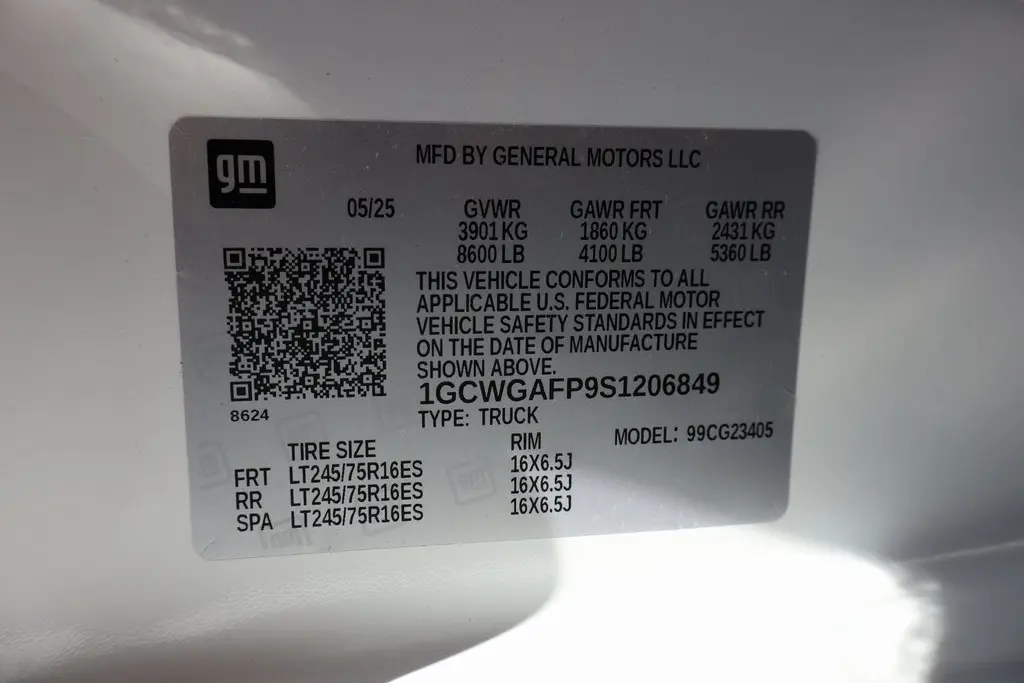 gm
MFD BY GENERAL MOTORS LLC
05/25 GVWR GAWR FRT GAWR RR
3901 KG 1860 KG 2431 KG
8600 LB 4100 LB 5360 LB
THIS VEHICLE CONFORMS TO ALL
APPLICABLE U.S. FEDERAL MOTOR
VEHICLE SAFETY STANDARDS IN EFFECT
ON THE DATE OF MANUFACTURE
SHOWN ABOVE.
1GCWGAFP9S1206849
8624
TYPE: TRUCK
MODEL: 99CG23405
TIRE SIZE RIM
FRT LT245/75R16ES 16X6.5J
RR LT245/75R16ES 16X6.5J
SPA LT245/75R16ES 16X6.5J